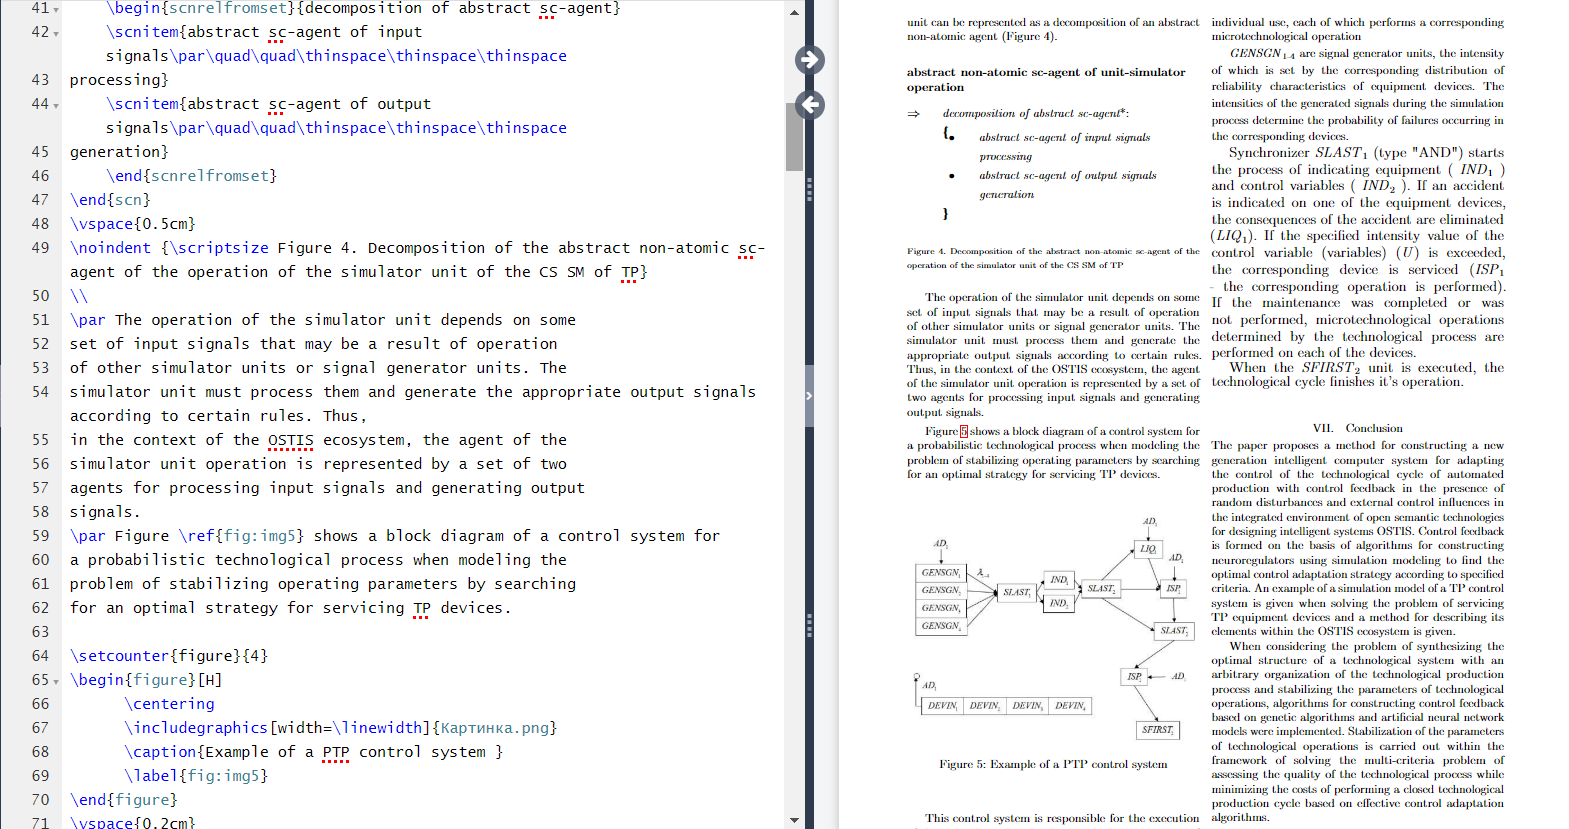 41 \begin{scnrelfromset}{decomposition of abstract sc-agent}
42 \scnitem{abstract sc-agent of input
signals\par\quad\quad\thinspace\thinspace\thinspace
43 processing}
44 \scnitem{abstract sc-agent of output
signals\par\quad\quad\thinspace\thinspace\thinspace
45 generation}
46 \end{scnrelfromset}
47 \end{scn}
48 \vspace{0.5cm}
49 \noindent {\scriptsize Figure 4. Decomposition of the abstract non-atomic sc-
agent of the operation of the simulator unit of the CS SM of TP}
50 \\
51 \par The operation of the simulator unit depends on some
52 set of input signals that may be a result of operation
53 of other simulator units or signal generator units. The
54 simulator unit must process them and generate the appropriate output signals
according to certain rules. Thus,
55 in the context of the OSTIS ecosystem, the agent of the
56 simulator unit operation is represented by a set of two
57 agents for processing input signals and generating output
58 signals.
59 \par Figure \ref{fig:img5} shows a block diagram of a control system for
60 a probabilistic technological process when modeling the
61 problem of stabilizing operating parameters by searching
62 for an optimal strategy for servicing TP devices.
63
64 \setcounter{figure}{4}
65 \begin{figure}[H]
66 \centering
67 \includegraphics[width=\linewidth]{Картинка.png}
68 \caption{Example of a PTP control system }
69 \label{fig:img5}
70 \end{figure}
71 \vspace{0.2cm}
unit can be represented as a decomposition of an abstract
non-atomic agent (Figure 4).
abstract non-atomic sc-agent of unit-simulator
operation
⇒ decomposition of abstract sc-agent*:
{• abstract sc-agent of input signals
processing
• abstract sc-agent of output signals
generation
}
Figure 4. Decomposition of the abstract non-atomic sc-agent of the
operation of the simulator unit of the CS SM of TP
The operation of the simulator unit depends on some
set of input signals that may be a result of operation
of other simulator units or signal generator units. The
simulator unit must process them and generate the
appropriate output signals according to certain rules.
Thus, in the context of the OSTIS ecosystem, the agent
of the simulator unit operation is represented by a set of
two agents for processing input signals and generating
output signals.
Figure 5 shows a block diagram of a control system for
a probabilistic technological process when modeling the
problem of stabilizing operating parameters by searching
for an optimal strategy for servicing TP devices.
AD
AD
LIQ
AD
GENSGN
GENSGN
GENSGN
GENSGN
SLAST
IND
IND
SLAST
ISP
SLAST
ISP
AD
AD
DEVIN DEVIN DEVIN DEVIN
SFIRST
Figure 5: Example of a PTP control system
This control system is responsible for the execution
individual use, each of which performs a corresponding
microtechnological operation
GENSGN₁₋₄ are signal generator units, the intensity
of which is set by the corresponding distribution of
reliability characteristics of equipment devices. The
intensities of the generated signals during the simulation
process determine the probability of failures occurring in
the corresponding devices.
Synchronizer SLAST₁ (type "AND") starts
the process of indicating equipment ( IND₁ )
and control variables ( IND₂ ). If an accident
is indicated on one of the equipment devices,
the consequences of the accident are eliminated
(LIQ₁). If the specified intensity value of the
control variable (variables) (U) is exceeded,
the corresponding device is serviced (ISP₁
- the corresponding operation is performed).
If the maintenance was completed or was
not performed, microtechnological operations
determined by the technological process are
performed on each of the devices.
When the SFIRST₂ unit is executed, the
technological cycle finishes it's operation.
VII. Conclusion
The paper proposes a method for constructing a new
generation intelligent computer system for adapting
the control of the technological cycle of automated
production with control feedback in the presence of
random disturbances and external control influences in
the integrated environment of open semantic technologies
for designing intelligent systems OSTIS. Control feedback
is formed on the basis of algorithms for constructing
neuroregulators using simulation modeling to find the
optimal control adaptation strategy according to specified
criteria. An example of a simulation model of a TP control
system is given when solving the problem of servicing
TP equipment devices and a method for describing its
elements within the OSTIS ecosystem is given.
When considering the problem of synthesizing the
optimal structure of a technological system with an
arbitrary organization of the technological production
process and stabilizing the parameters of technological
operations, algorithms for constructing control feedback
based on genetic algorithms and artificial neural network
models were implemented. Stabilization of the parameters
of technological operations is carried out within the
framework of solving the multi-criteria problem of
assessing the quality of the technological process while
minimizing the costs of performing a closed technological
production cycle based on effective control adaptation
algorithms.